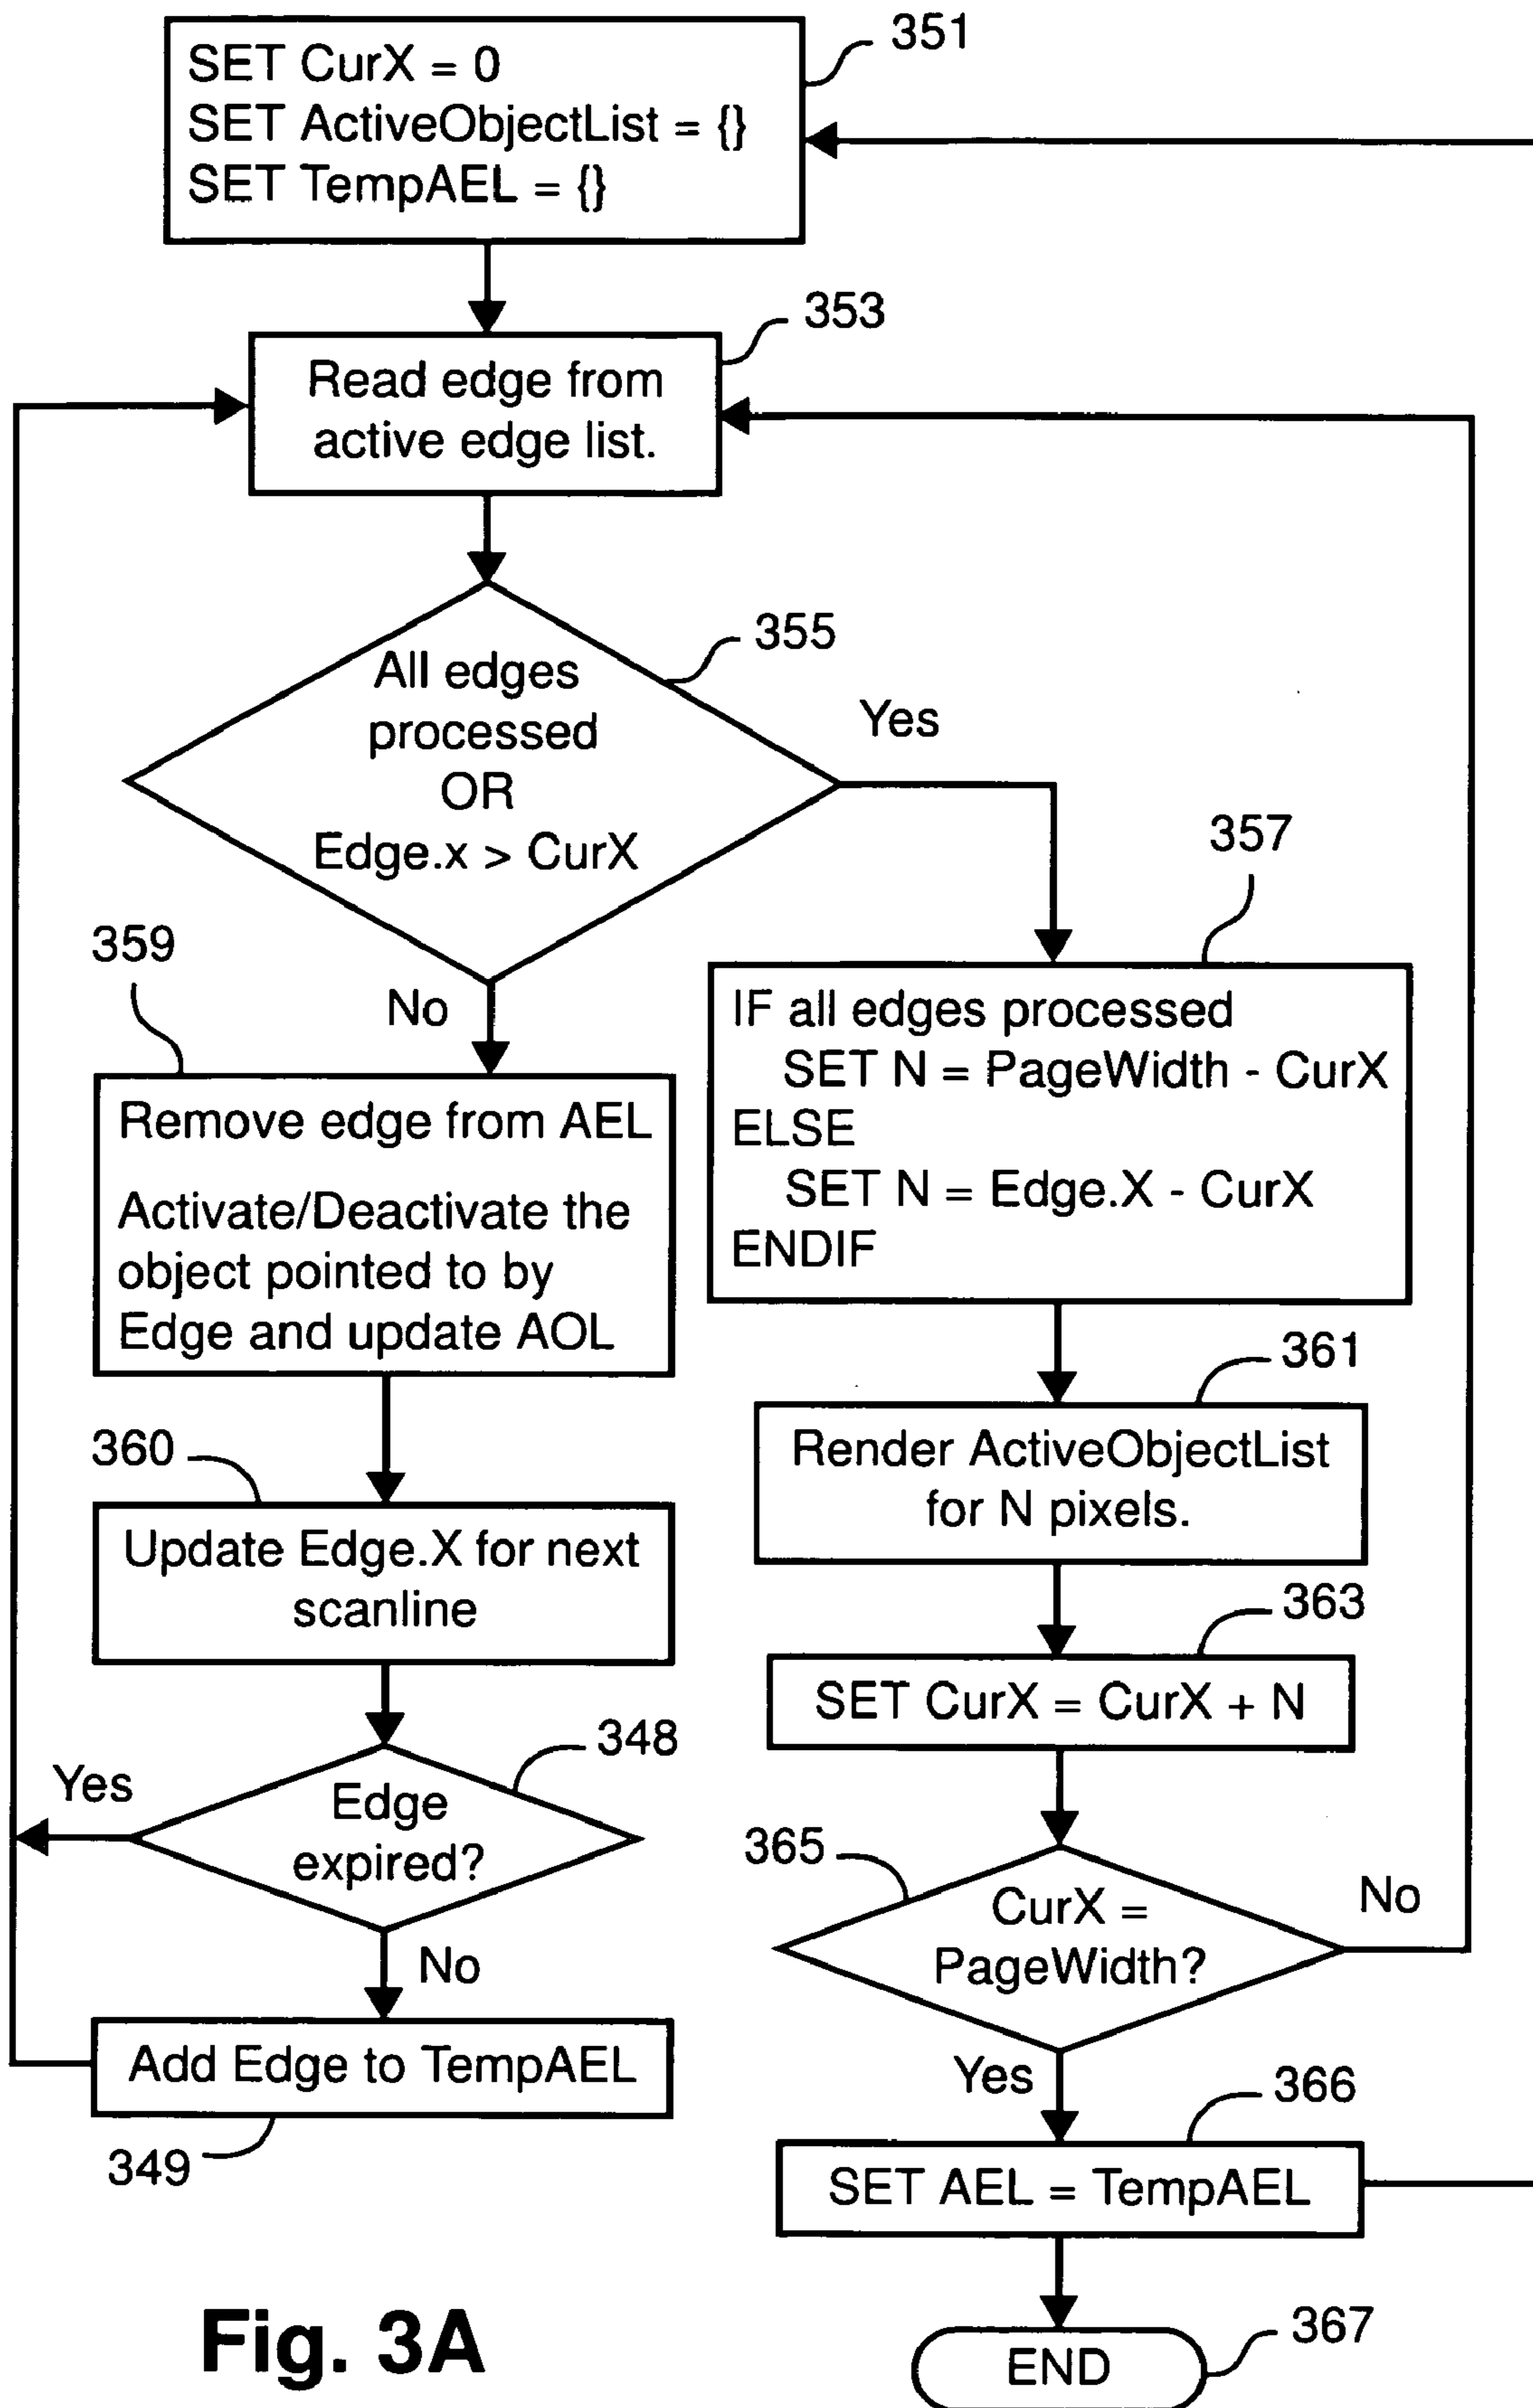 351
SET CurX = 0
SET ActiveObjectList = {}
SET TempAEL = {}
353
Read edge from
active edge list.
355
All edges
processed
OR
Edge.x > CurX
Yes
No
357
IF all edges processed
SET N = PageWidth - CurX
ELSE
SET N = Edge.X - CurX
ENDIF
359
Remove edge from AEL
Activate/Deactivate the
object pointed to by
Edge and update AOL
361
Render ActiveObjectList
for N pixels.
360
Update Edge.X for next
scanline
363
SET CurX = CurX + N
348
Edge
expired?
Yes
No
365
CurX =
PageWidth?
No
Yes
Add Edge to TempAEL
349
366
SET AEL = TempAEL
367
END
Fig. 3A